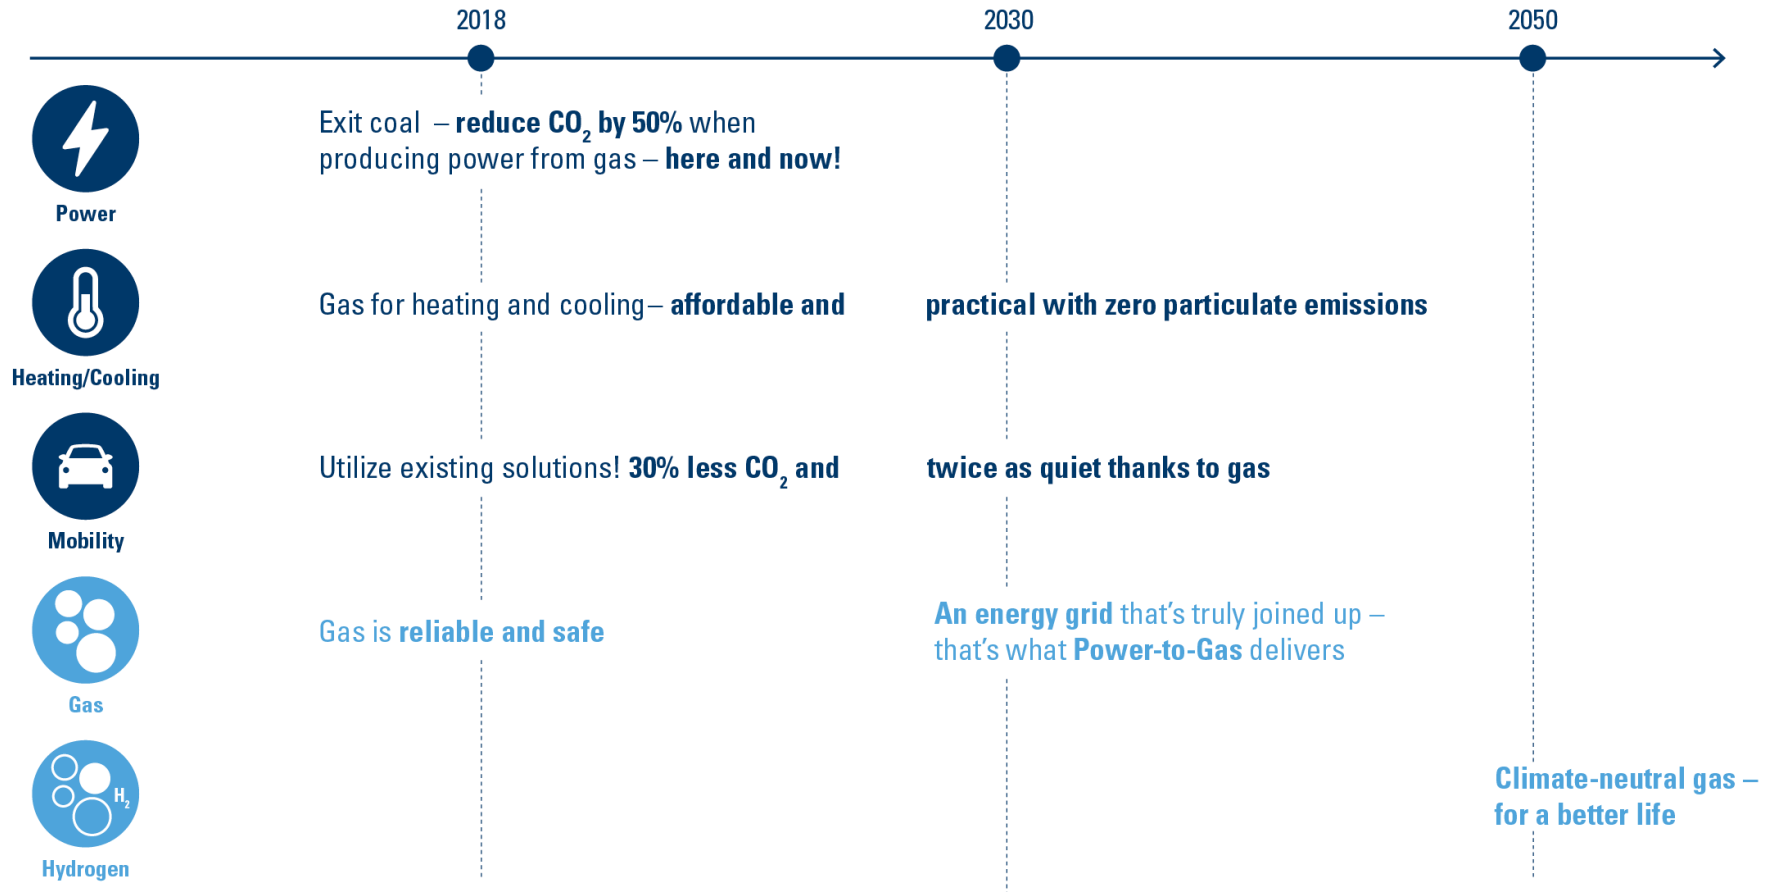 2018
2030
2050
Exit coal – reduce CO₂ by 50% when
producing power from gas – here and now!
Power
Gas for heating and cooling– affordable and practical with zero particulate emissions
Heating/Cooling
Utilize existing solutions! 30% less CO₂ and twice as quiet thanks to gas
Mobility
Gas is reliable and safe
An energy grid that's truly joined up –
that's what Power-to-Gas delivers
Gas
H₂
Climate-neutral gas –
for a better life
Hydrogen